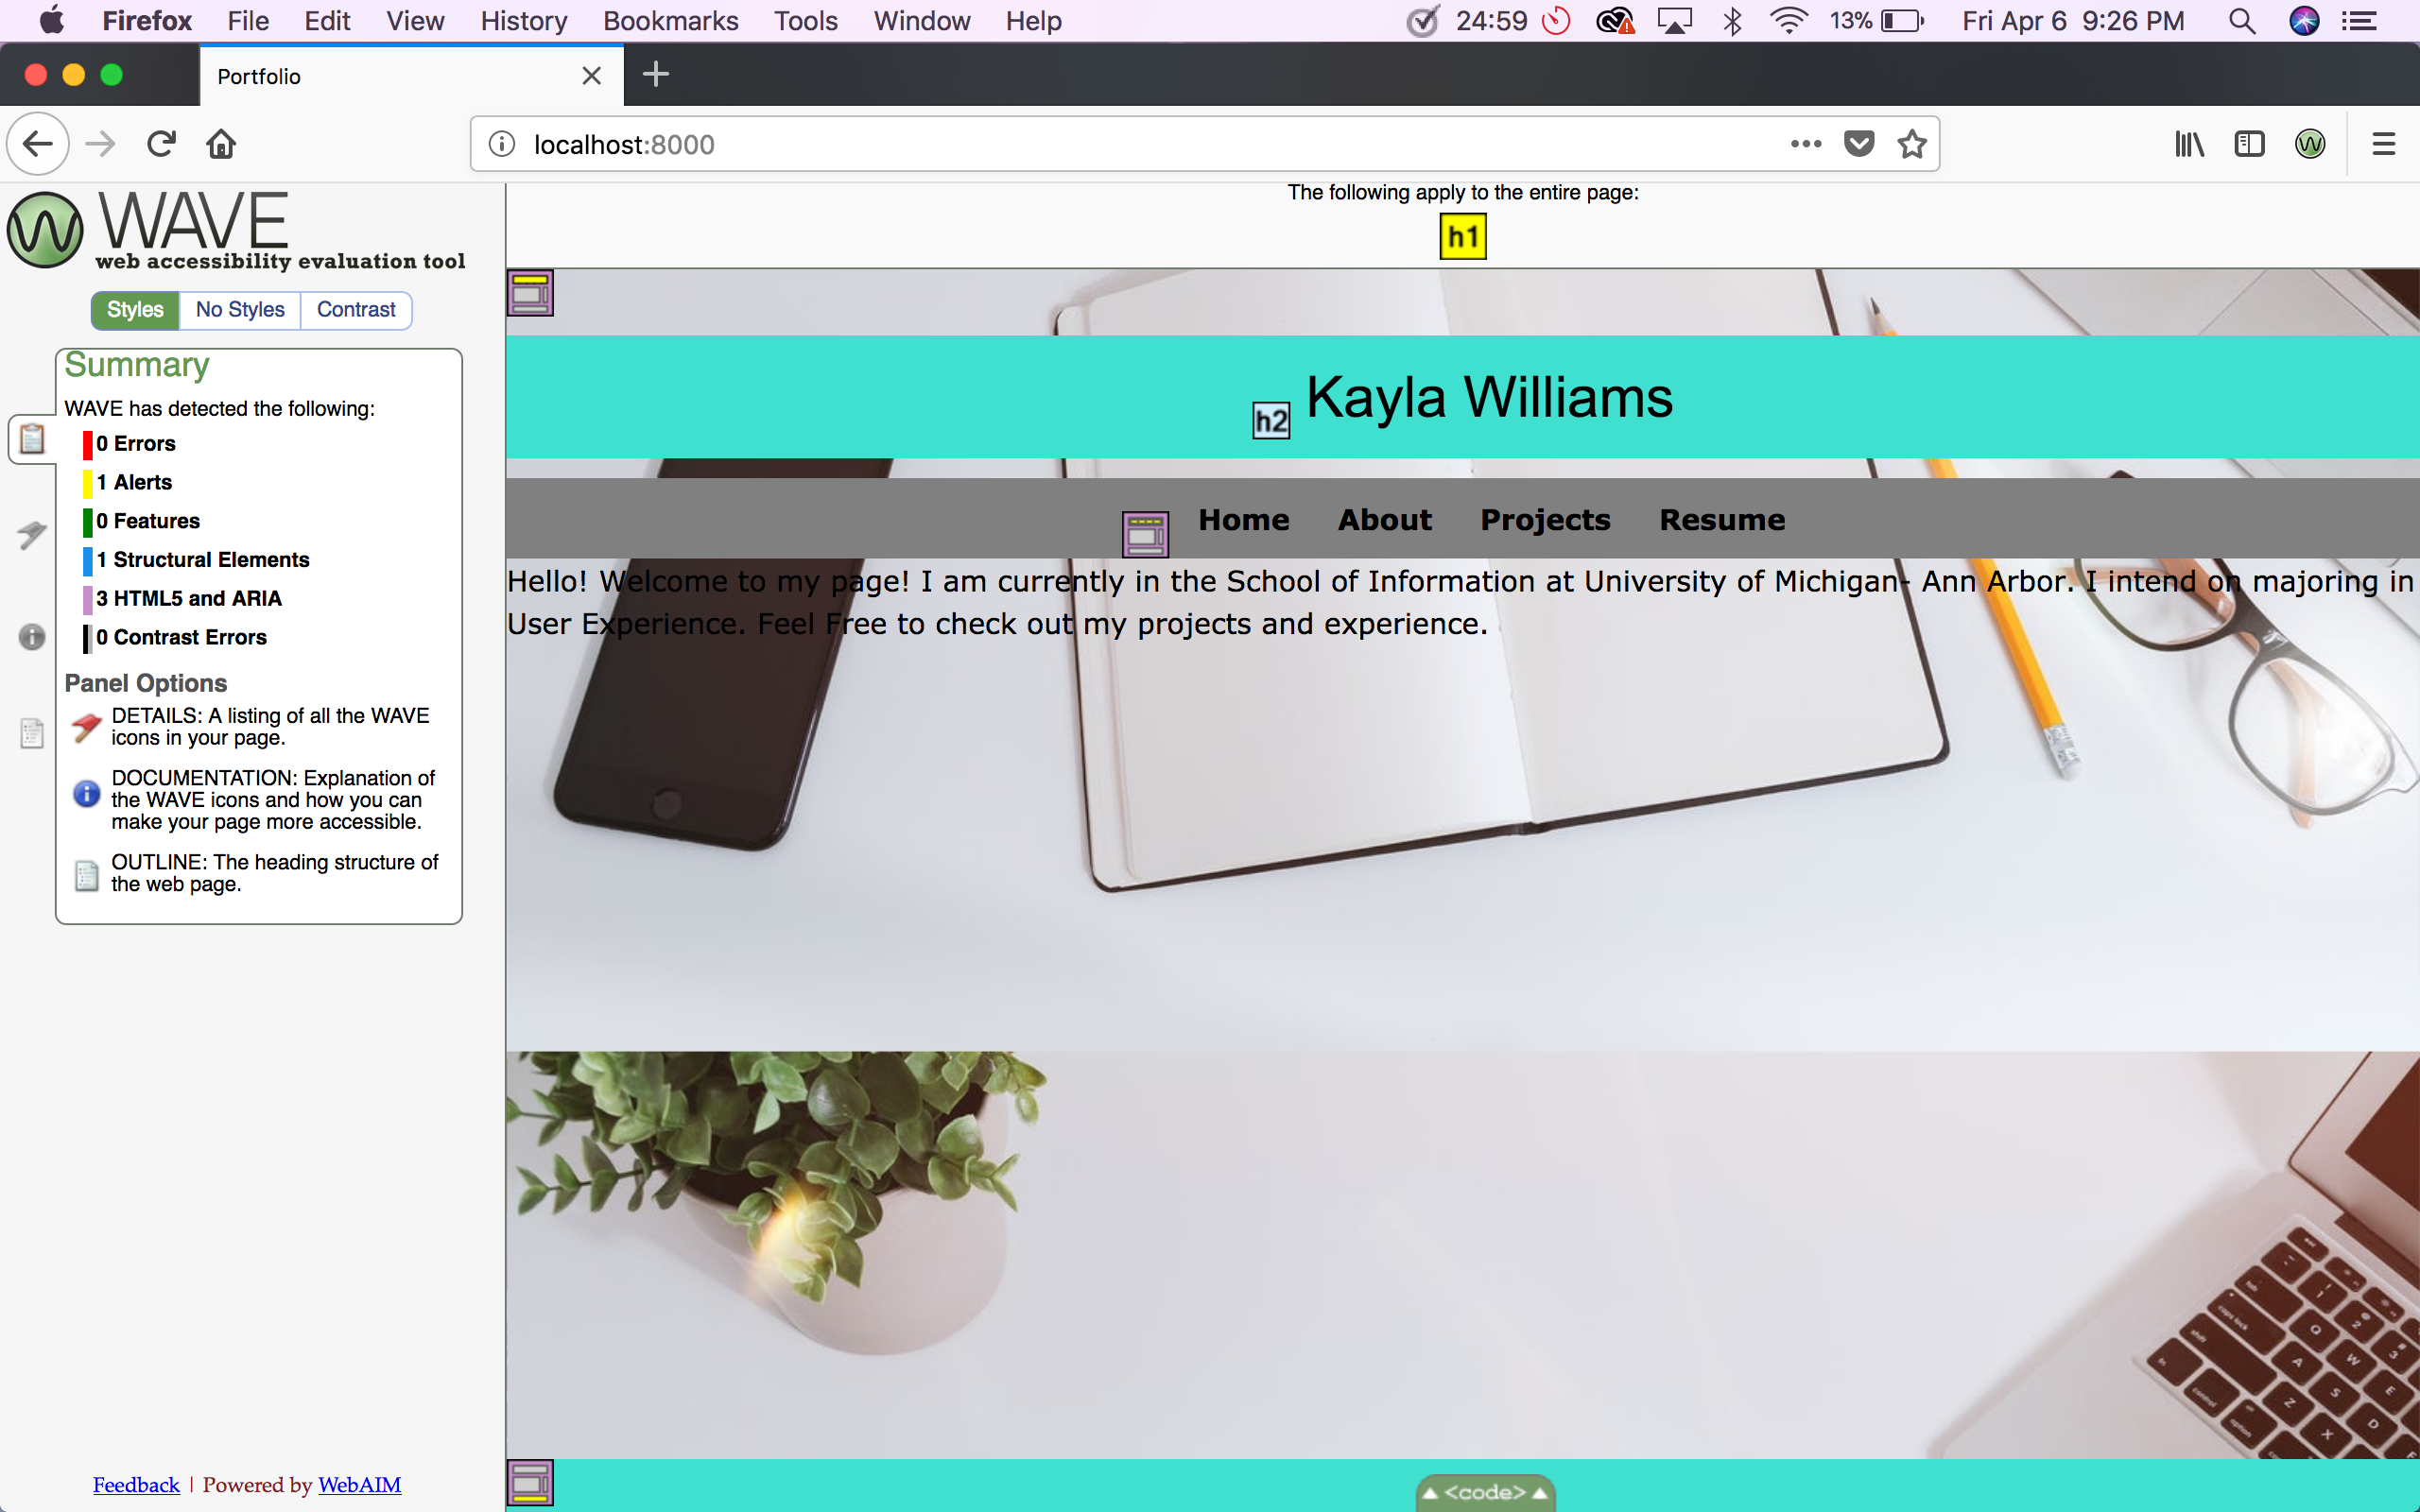 Firefox File Edit View History Bookmarks Tools Window Help 24:59 13% Fri Apr 6 9:26 PM
Portfolio
localhost:8000
WAVE
web accessibility evaluation tool
Styles No Styles Contrast
Summary
WAVE has detected the following:
0 Errors
1 Alerts
0 Features
1 Structural Elements
3 HTML5 and ARIA
0 Contrast Errors
Panel Options
DETAILS: A listing of all the WAVE
icons in your page.
DOCUMENTATION: Explanation of
the WAVE icons and how you can
make your page more accessible.
OUTLINE: The heading structure of
the web page.
Feedback | Powered by WebAIM
The following apply to the entire page:
h1
h2 Kayla Williams
Home About Projects Resume
Hello! Welcome to my page! I am currently in the School of Information at University of Michigan- Ann Arbor. I intend on majoring in
User Experience. Feel Free to check out my projects and experience.
<code>